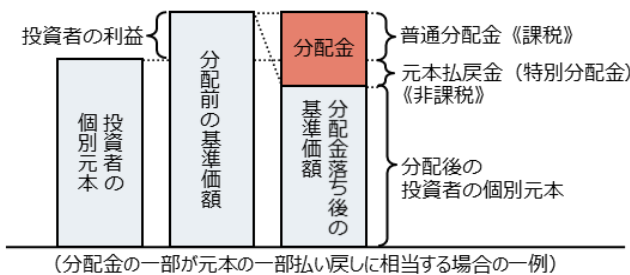 投資者の利益
分配金
普通分配金《課税》
元本払戻金（特別分配金）
《非課税》
投資者の
個別元本
分配前の基準価額
分配金落ち後の
基準価額
分配後の
投資者の個別元本
（分配金の一部が元本の一部払い戻しに相当する場合の一例）